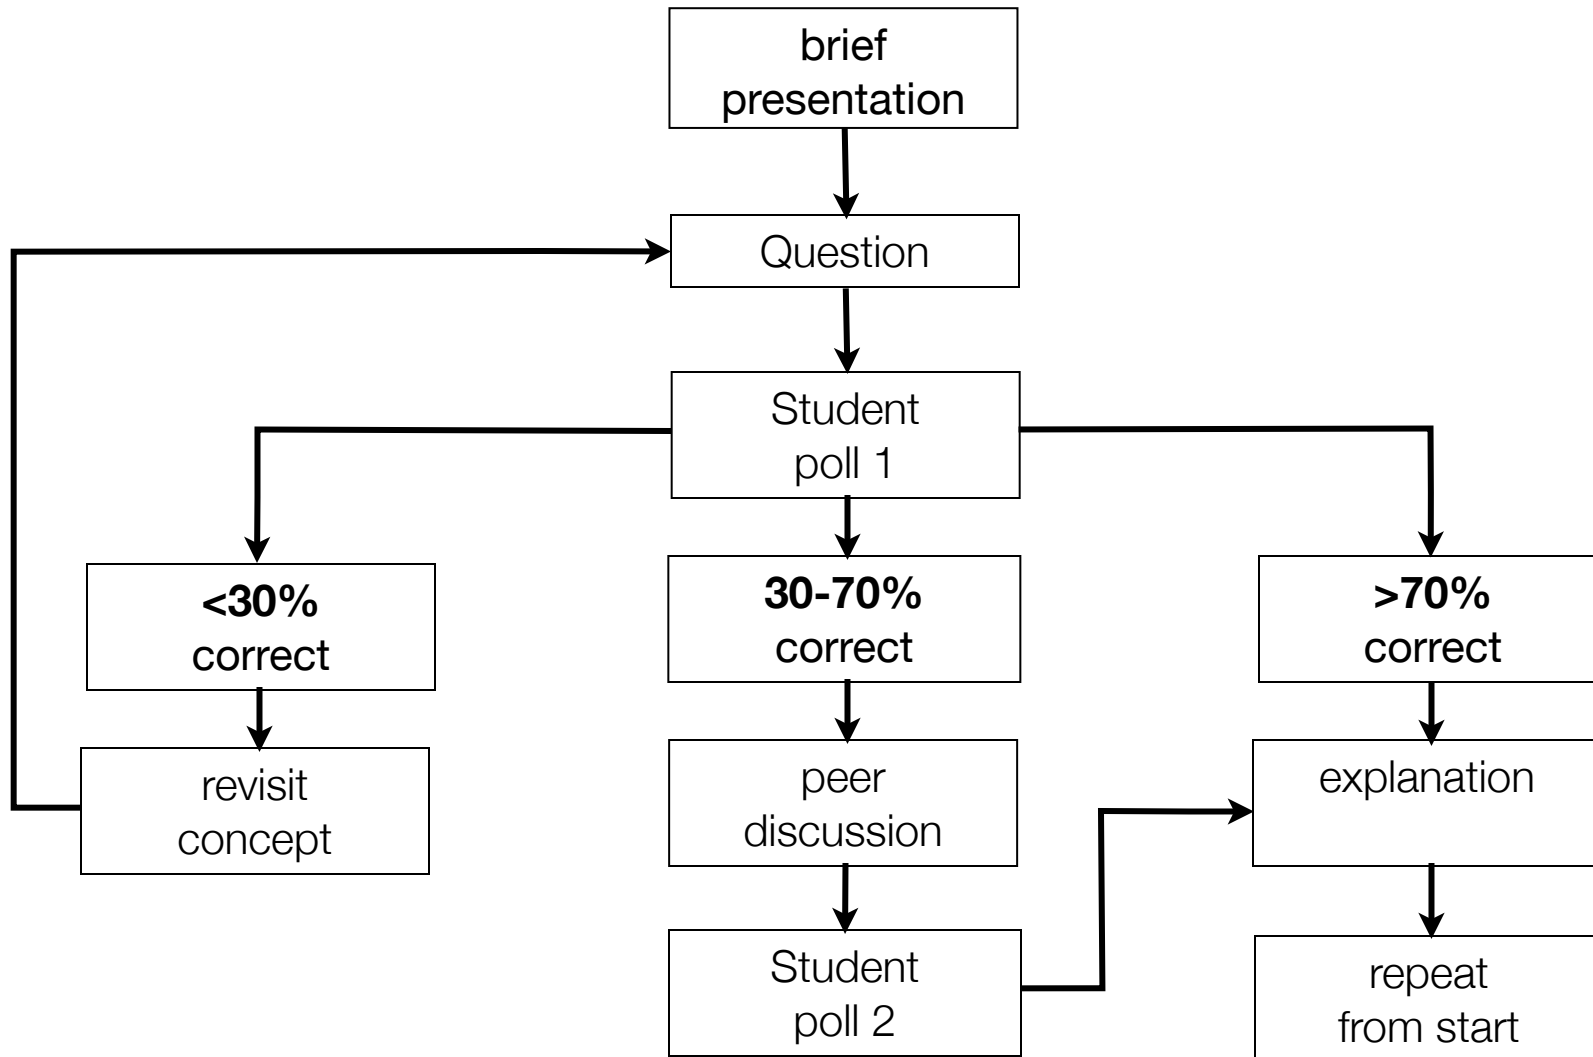 brief
presentation
Question
Student
poll 1
<30%
correct
30-70%
correct
>70%
correct
revisit
concept
peer
discussion
explanation
Student
poll 2
repeat
from start